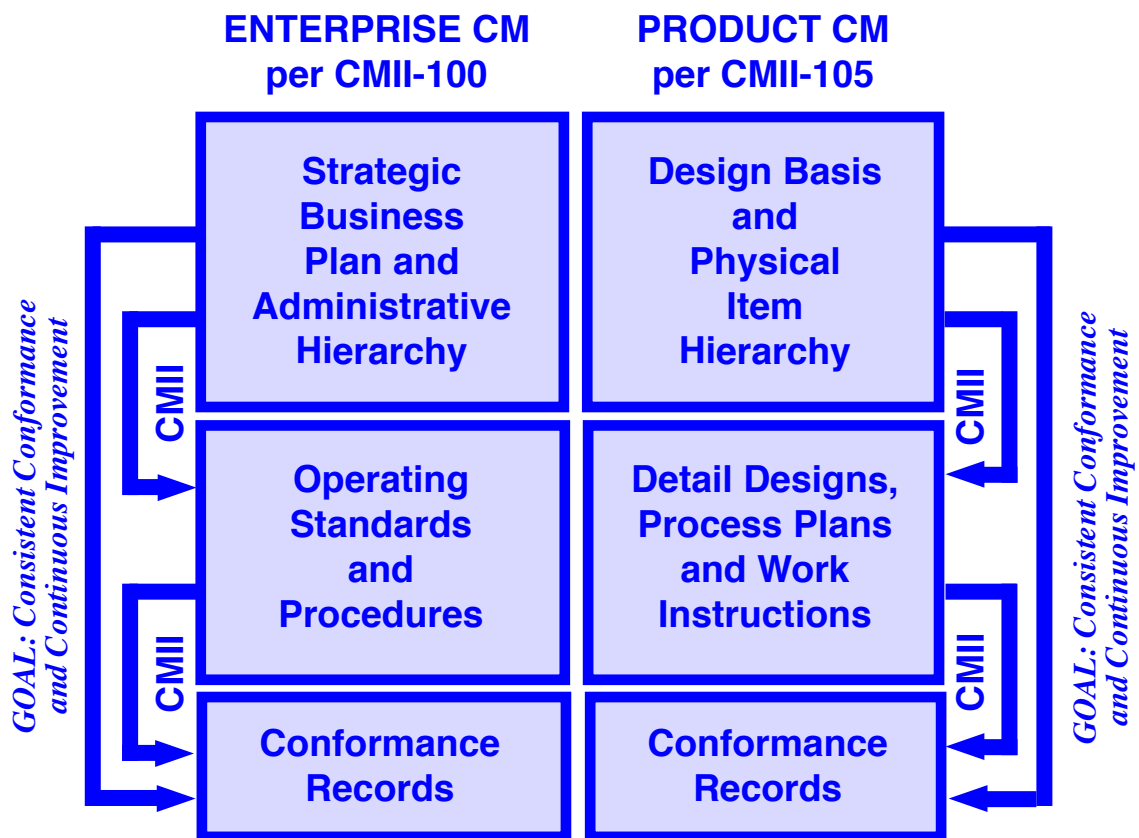 ENTERPRISE CM
per CMII-100
PRODUCT CM
per CMII-105
Strategic
Business
Plan and
Administrative
Hierarchy
Design Basis
and
Physical
Item
Hierarchy
GOAL: Consistent Conformance
and Continuous Improvement
CMII
CMII
GOAL: Consistent Conformance
and Continuous Improvement
Operating
Standards
and
Procedures
Detail Designs,
Process Plans
and Work
Instructions
CMII
CMII
Conformance
Records
Conformance
Records